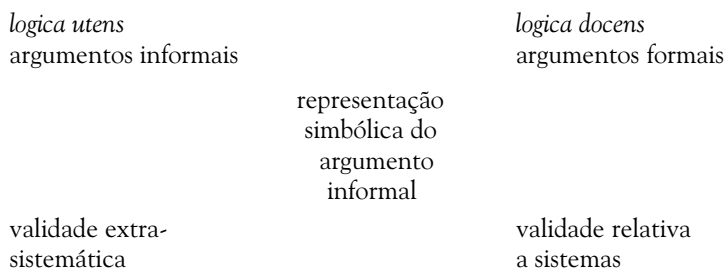 logica utens
argumentos informais
logica docens
argumentos formais
representação
simbólica do
argumento
informal
validade extra-
sistemática
validade relativa
a sistemas